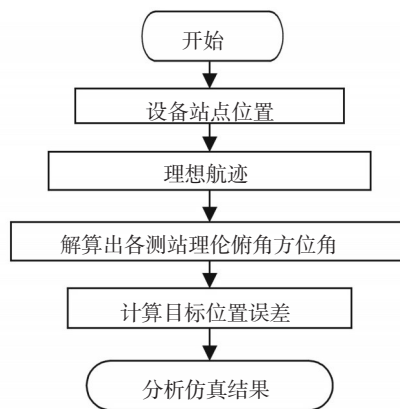 开始
设备站点位置
理想航迹
解算出各测站理伦俯角方位角
计算目标位置误差
分析仿真结果